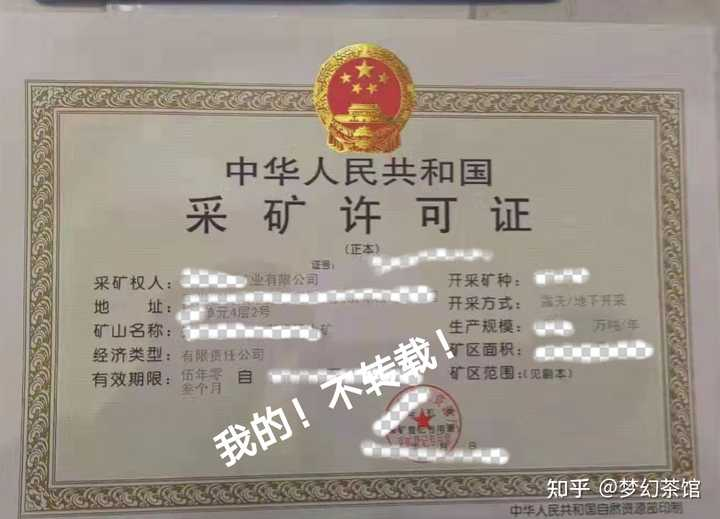 中华人民共和国
采矿许可证
(正本)
证号:
采矿权人: 矿业有限公司
地 址: 单元4层2号
矿山名称: 矿
经济类型: 有限责任公司
有效期限: 伍年零叁个月 自
开采矿种:
开采方式: 露天/地下开采
生产规模: 万吨/年
矿区面积:
矿区范围:(见副本)
日
我的!不转载!
知乎 @梦幻茶馆
中华人民共和国自然资源部印制